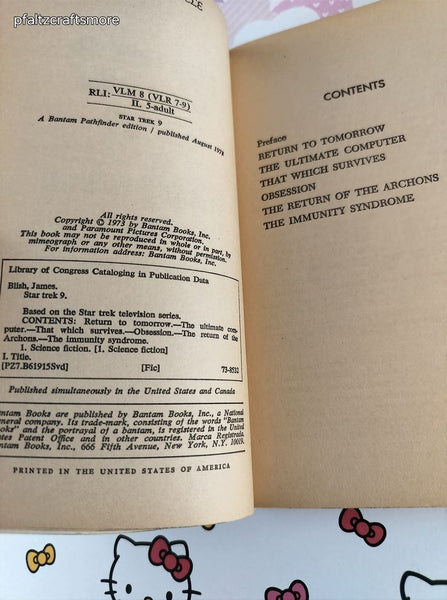 pfaltzcraftsmore
CLE
RLI: VLM 8 (VLR 7-9)
IL 5-adult
STAR TREK 9
A Bantam Pathfinder edition / published August 1973
All rights reserved.
Copyright © 1973 by Bantam Books, Inc.,
and Paramount Pictures Corporation.
This book may not be reproduced in whole or in part, by
mimeograph or any other means, without permission.
For information address: Bantam Books, Inc.
Library of Congress Cataloging in Publication Data
Blish, James.
Star trek 9.
Based on the Star trek television series.
CONTENTS: Return to tomorrow.—The ultimate com-
puter.—That which survives.—Obsession.—The return of the
Archons.—The immunity syndrome.
1. Science fiction. [1. Science fiction]
I. Title.
[PZ7.B61915Svd] [Fic] 73-8532
Published simultaneously in the United States and Canada
antam Books are published by Bantam Books, Inc., a National
eneral company. Its trade-mark, consisting of the words "Bantam
ooks" and the portrayal of a bantam, is registered in the United
ates Patent Office and in other countries. Marca Registrada.
antam Books, Inc., 666 Fifth Avenue, New York, N.Y. 10019.
PRINTED IN THE UNITED STATES OF AMERICA
CONTENTS
Preface
RETURN TO TOMORROW
THE ULTIMATE COMPUTER
THAT WHICH SURVIVES
OBSESSION
THE RETURN OF THE ARCHONS
THE IMMUNITY SYNDROME